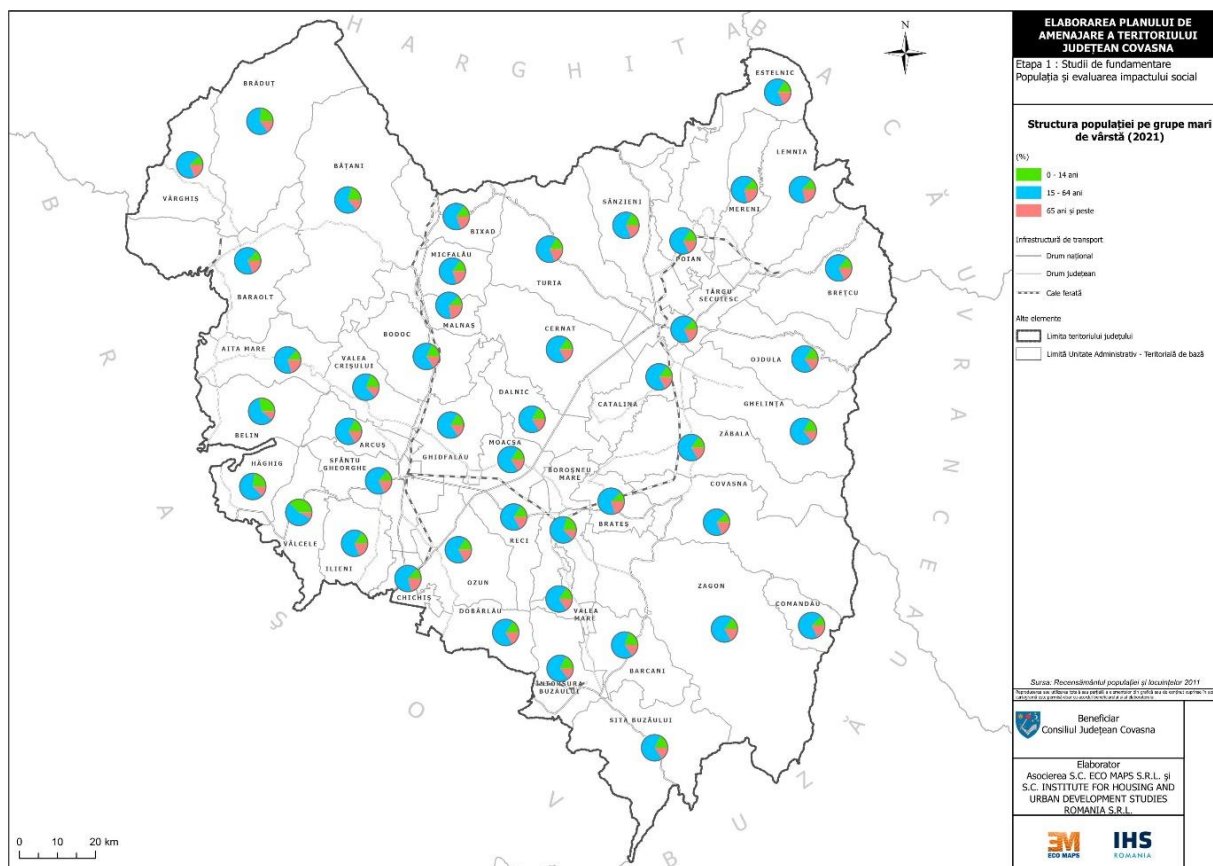 HARGHITA
BACĂU
VRANCEA
BUZĂU
BRAȘOV
N
BRĂDUȚ
VÂRGHIȘ
BĂȚANI
BARAOLT
BIXAD
MICFALĂU
MALNAȘ
TURIA
SÂNZIENI
ESTELNIC
LEMNIA
MERENI
POIAN
TÂRGU
SECUIESC
BREȚCU
BODOC
CERNAT
AITA MARE
VALEA
CRIȘULUI
OJDULA
DALNIC
CATALINA
GHELINȚA
BELIN
ARCUȘ
ZĂBALA
SFÂNTU
GHEORGHE
GHIDFALĂU
MOACȘA
HĂGHIG
BOROȘNEU
MARE
COVASNA
VÂLCELE
RECI
BRATEȘ
ILIENI
OZUN
CHICHIȘ
DOBÂRLĂU
VALEA
MARE
ZAGON
COMANDĂU
BARCANI
ÎNTORSURA
BUZĂULUI
SITA BUZĂULUI
0 10 20 km
ELABORAREA PLANULUI DE
AMENAJARE A TERITORIULUI
JUDEȚEAN COVASNA
Etapa 1 : Studii de fundamentare
Populația și evaluarea impactului social
Structura populației pe grupe mari
de vârstă (2021)
(%)
0 - 14 ani
15 - 64 ani
65 ani și peste
Infrastructură de transport
Drum național
Drum județean
Cale ferată
Alte elemente
Limita teritoriului județului
Limită Unitate Administrativ - Teritorială de bază
Sursa: Recensământul populației și locuințelor 2011
Beneficiar
Consiliul Județean Covasna
Elaborator
Asocierea S.C. ECO MAPS S.R.L. și
S.C. INSTITUTE FOR HOUSING AND
URBAN DEVELOPMENT STUDIES
ROMANIA S.R.L.
ECO MAPS
IHS
ROMANIA